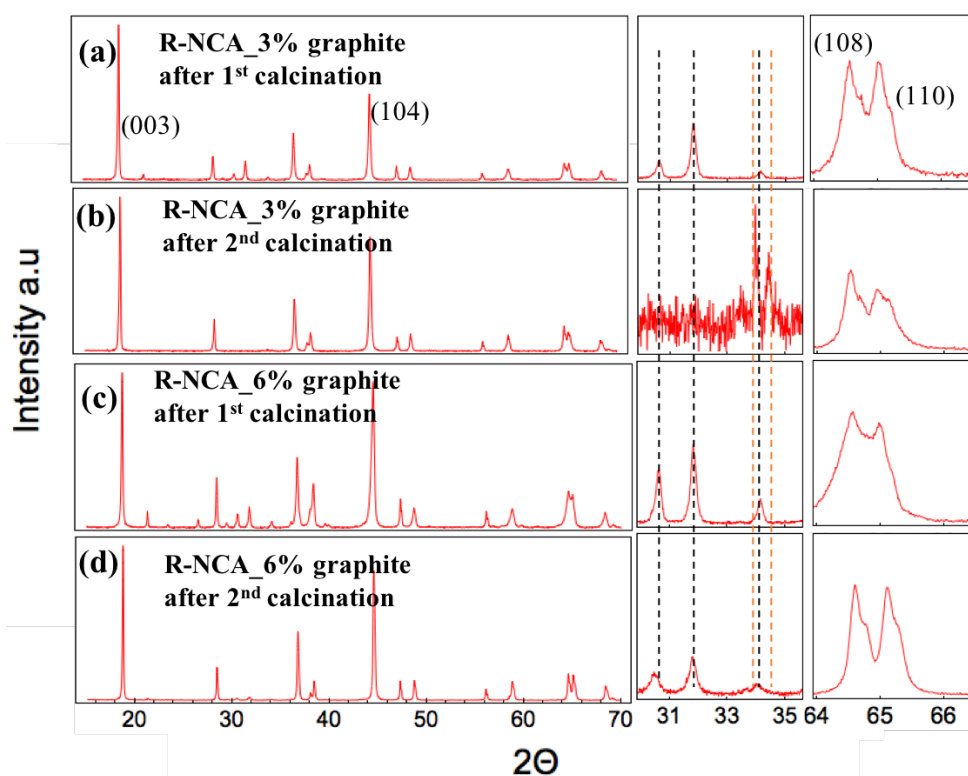 (a)
R-NCA_3% graphite
after 1st calcination
(003)
(104)
(108)
(110)
(b)
R-NCA_3% graphite
after 2nd calcination
(c)
R-NCA_6% graphite
after 1st calcination
(d)
R-NCA_6% graphite
after 2nd calcination
Intensity a.u
20 30 40 50 60 70
31 33 35
64 65 66
2Θ